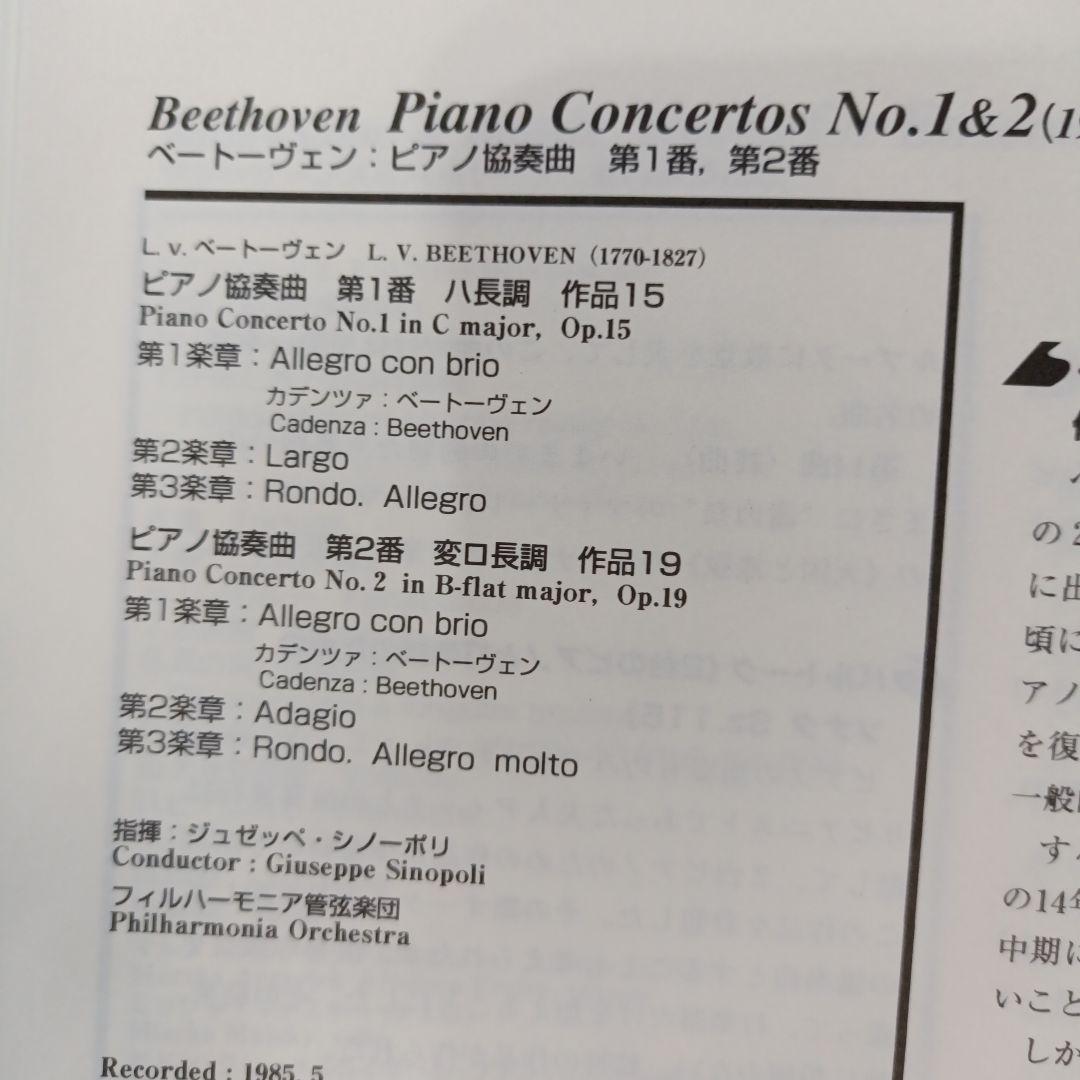 Beethoven Piano Concertos No.1&2
ベートーヴェン：ピアノ協奏曲　第1番，第2番
L. v. ベートーヴェン　L. V. BEETHOVEN（1770-1827）
ピアノ協奏曲　第1番　ハ長調　作品15
Piano Concerto No.1 in C major, Op.15
第1楽章：Allegro con brio
カデンツァ：ベートーヴェン
Cadenza : Beethoven
第2楽章：Largo
第3楽章：Rondo. Allegro
ピアノ協奏曲　第2番　変ロ長調　作品19
Piano Concerto No. 2 in B-flat major, Op.19
第1楽章：Allegro con brio
カデンツァ：ベートーヴェン
Cadenza : Beethoven
第2楽章：Adagio
第3楽章：Rondo. Allegro molto
指揮：ジュゼッペ・シノーポリ
Conductor : Giuseppe Sinopoli
フィルハーモニア管弦楽団
Philharmonia Orchestra
Recorded : 1985. 5
の2
に出
頃に
アノ
を復
一般
する
の14年
中期に
いこと
しか